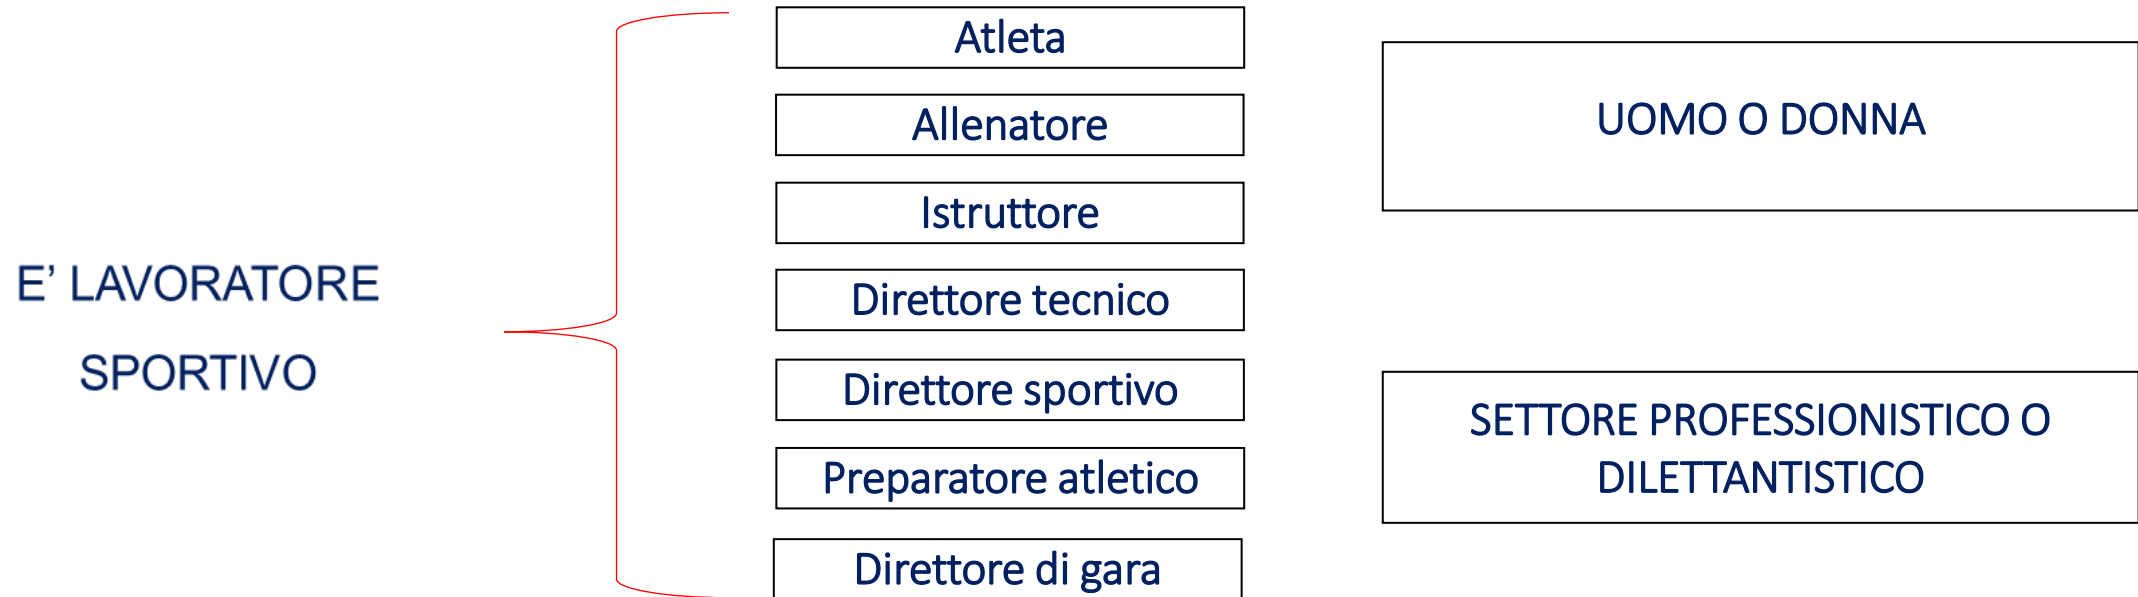 E' LAVORATORE
SPORTIVO
Atleta
Allenatore
Istruttore
Direttore tecnico
Direttore sportivo
Preparatore atletico
Direttore di gara
UOMO O DONNA
SETTORE PROFESSIONISTICO O
DILETTANTISTICO